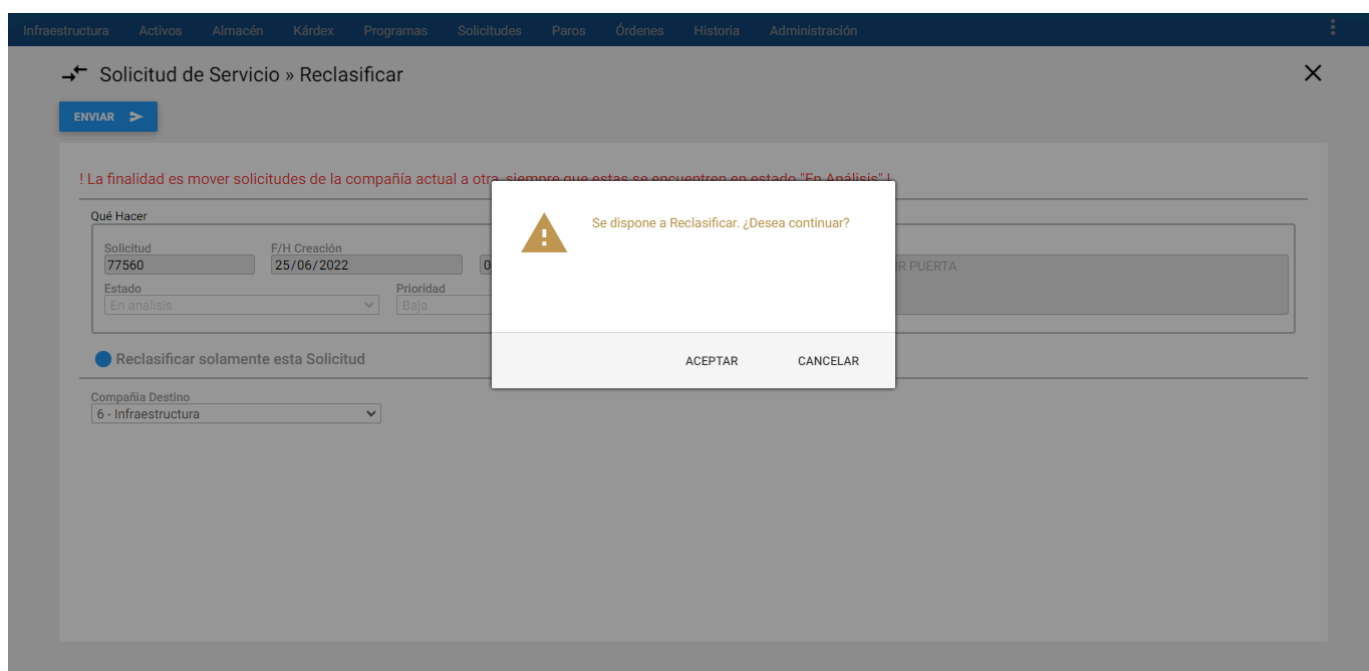 Infraestructura Activos Almacén Kárdex Programas Solicitudes Paros Órdenes Historia Administración
Solicitud de Servicio » Reclasificar
ENVIAR
! La finalidad es mover solicitudes de la compañía actual a otra, siempre que estas se encuentren en estado "En Análisis" !
Qué Hacer
Se dispone a Reclasificar. ¿Desea continuar?
Solicitud F/H Creación
77560 25/06/2022 0 R PUERTA
Estado Prioridad
En análisis Baja
Reclasificar solamente esta Solicitud
ACEPTAR CANCELAR
Compañia Destino
6 - Infraestructura